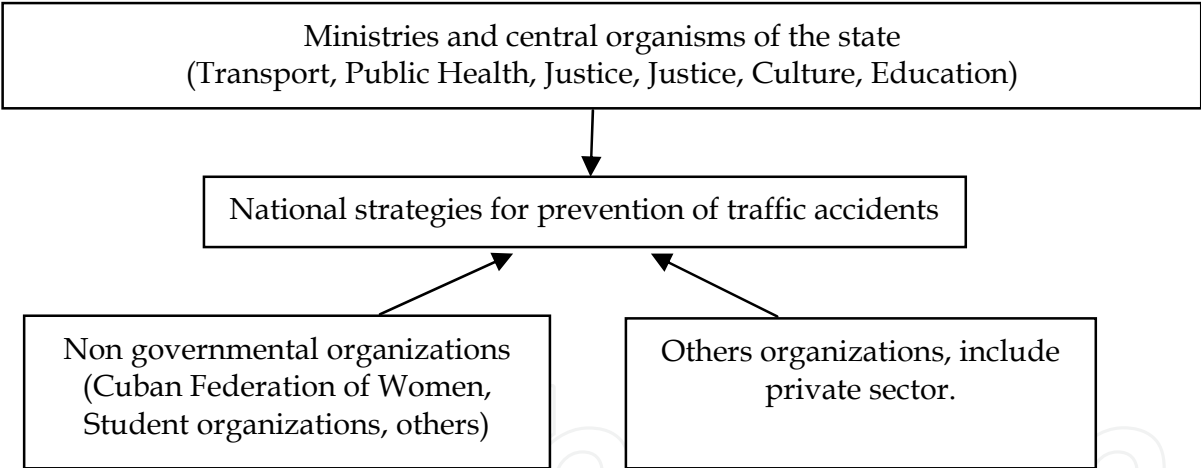 Ministries and central organisms of the state
(Transport, Public Health, Justice, Justice, Culture, Education)
National strategies for prevention of traffic accidents
Non governmental organizations
(Cuban Federation of Women,
Student organizations, others)
Others organizations, include
private sector.